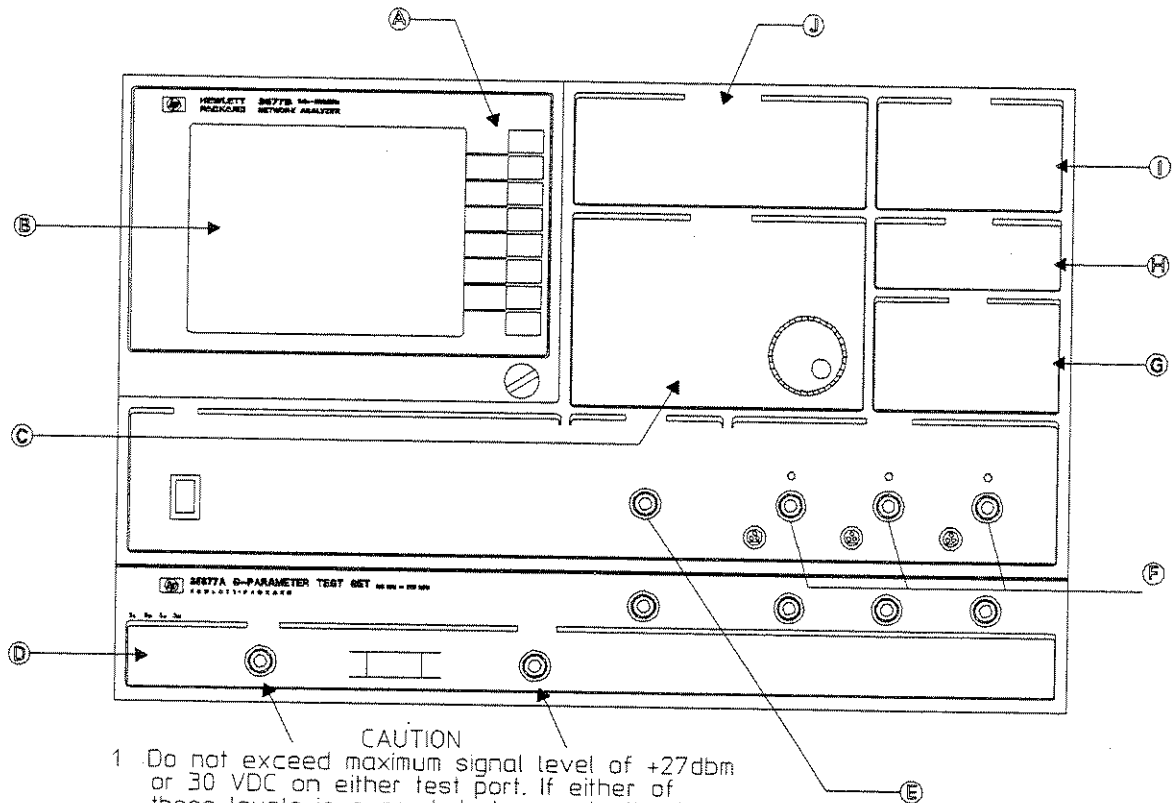 A
J
HEWLETT 3577B
PACKARD NETWORK ANALYZER
I
B
H
G
C
F
35677A S-PARAMETER TEST SET
HEWLETT-PACKARD
D
CAUTION
1 Do not exceed maximum signal level of +27dbm
or 30 VDC on either test port. If either of
E